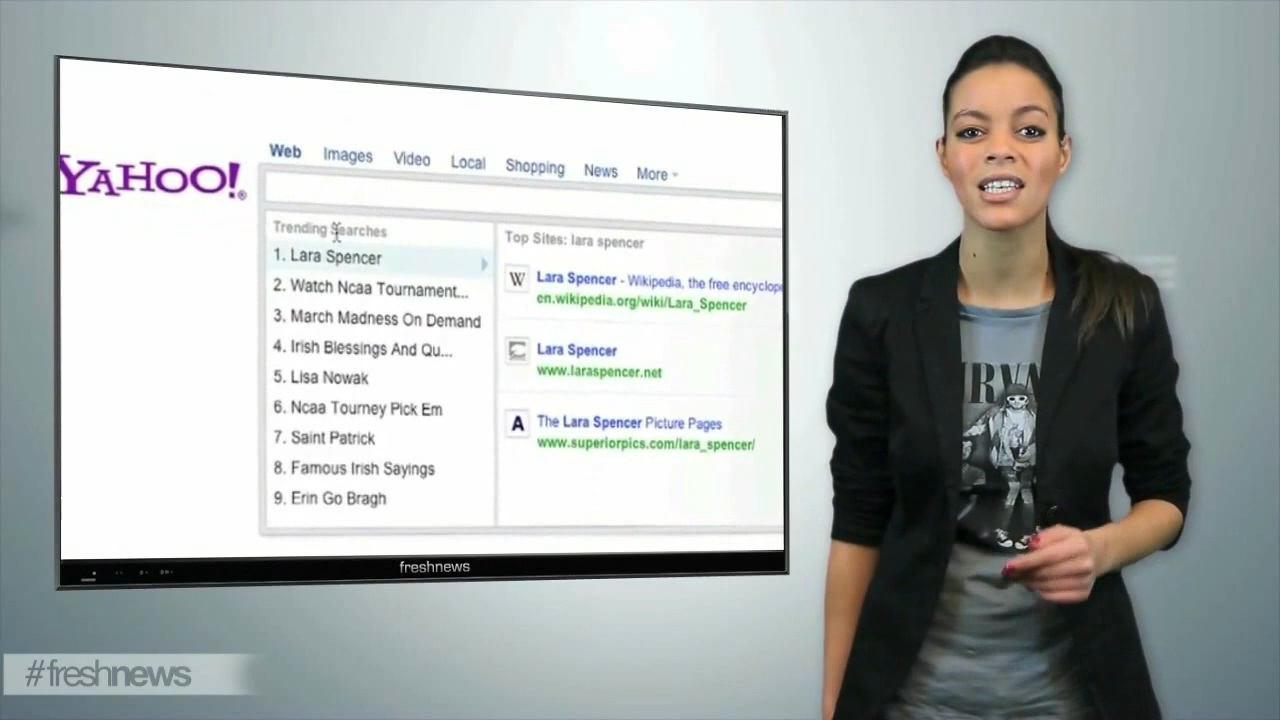 YAHOO!®
Web Images Video Local Shopping News More
Trending Searches
1. Lara Spencer
2. Watch Ncaa Tournament...
3. March Madness On Demand
4. Irish Blessings And Qu...
5. Lisa Nowak
6. Ncaa Tourney Pick Em
7. Saint Patrick
8. Famous Irish Sayings
9. Erin Go Bragh
Top Sites: lara spencer
W
Lara Spencer - Wikipedia, the free encyclope
en.wikipedia.org/wiki/Lara_Spencer
Lara Spencer
www.laraspencer.net
A
The Lara Spencer Picture Pages
www.superiorpics.com/lara_spencer/
freshnews
#freshnews
IRVA